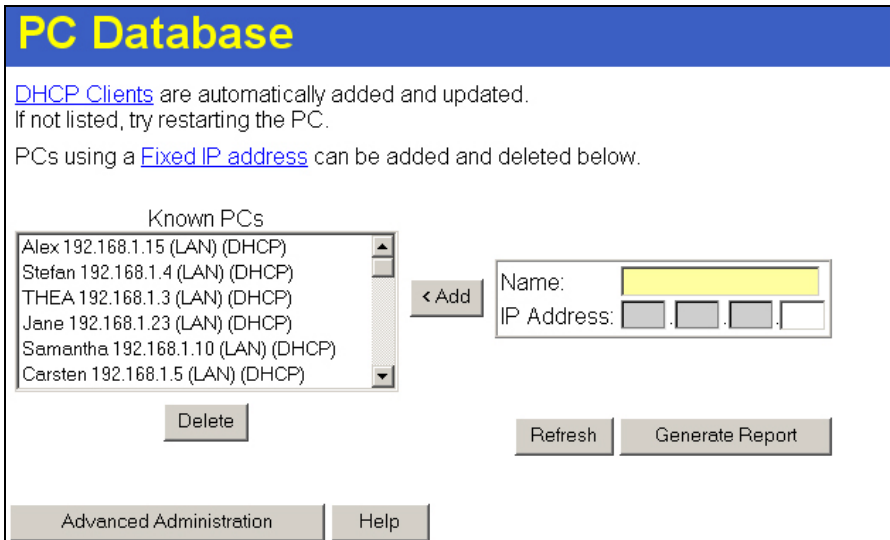 PC Database
DHCP Clients are automatically added and updated.
If not listed, try restarting the PC.
PCs using a Fixed IP address can be added and deleted below.
Known PCs
Alex 192.168.1.15 (LAN) (DHCP)
Stefan 192.168.1.4 (LAN) (DHCP)
THEA 192.168.1.3 (LAN) (DHCP)
Jane 192.168.1.23 (LAN) (DHCP)
Samantha 192.168.1.10 (LAN) (DHCP)
Carsten 192.168.1.5 (LAN) (DHCP)
< Add
Name:
IP Address: . . .
Delete
Refresh
Generate Report
Advanced Administration
Help